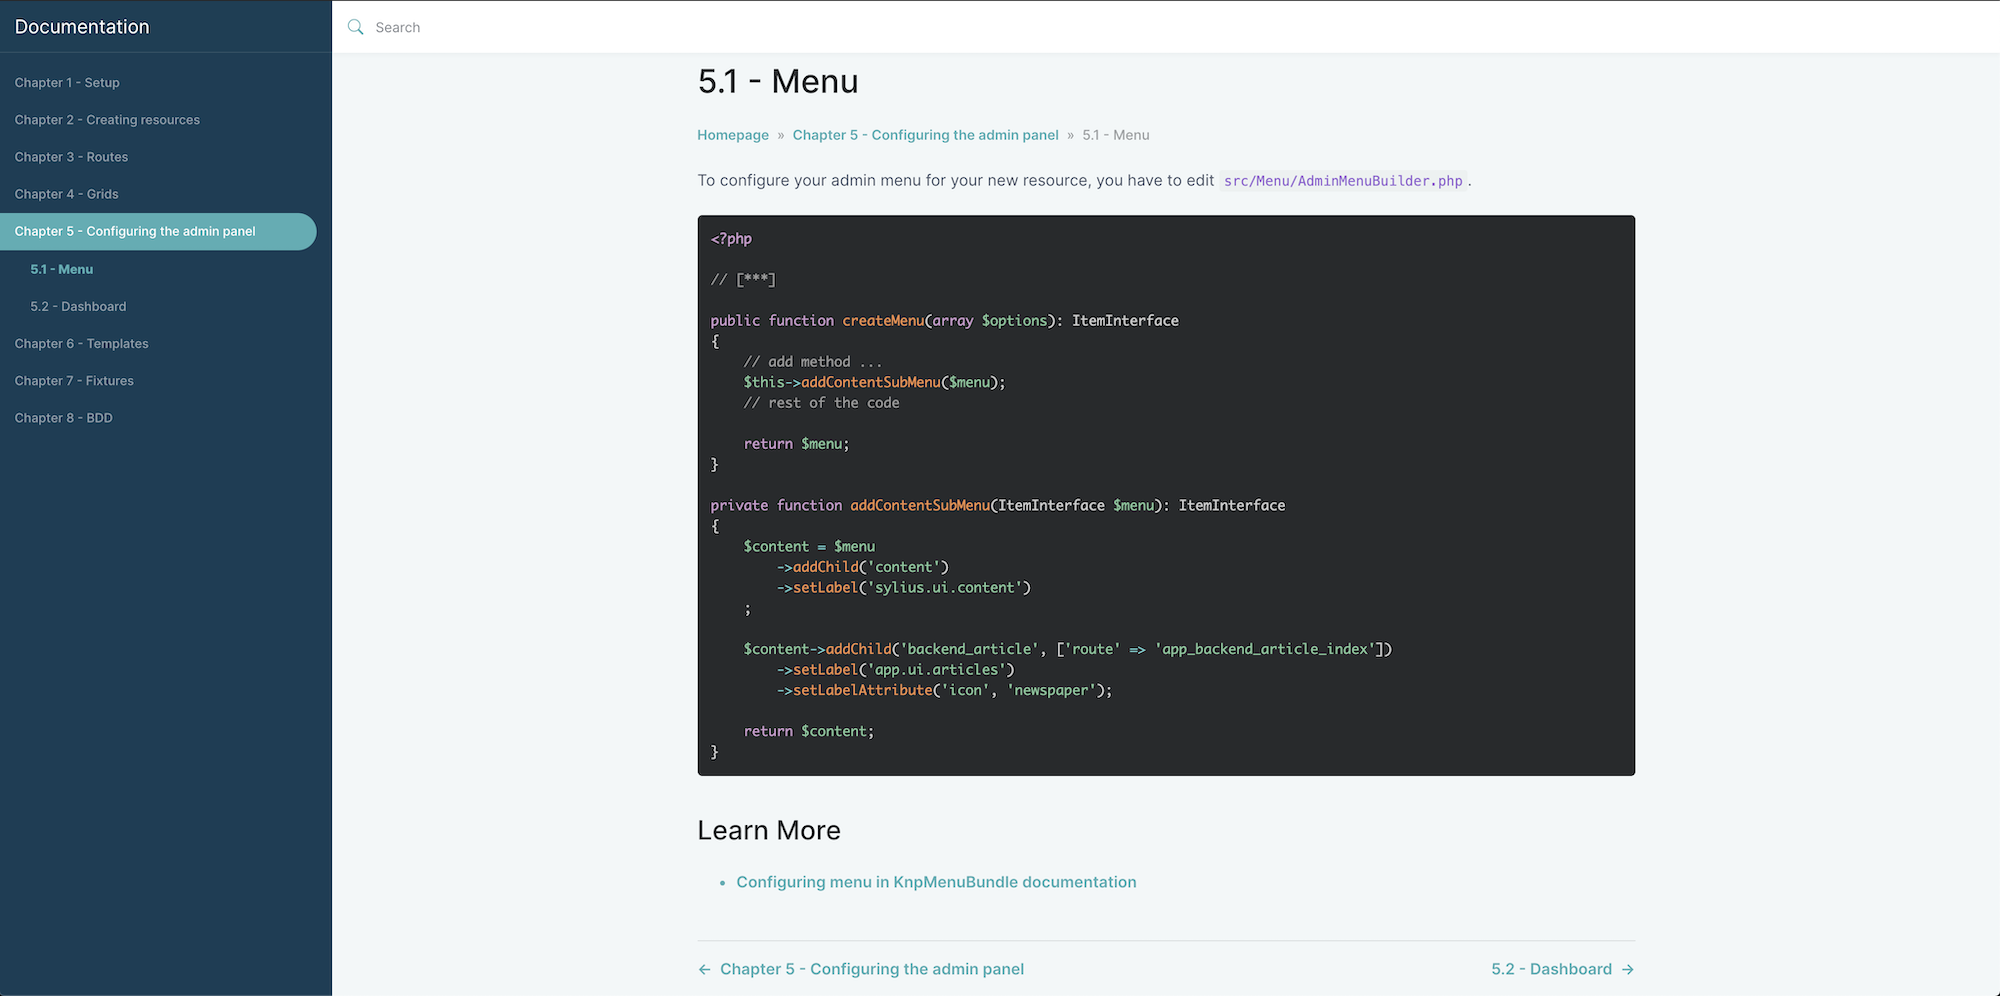 Documentation
Search
Chapter 1 - Setup
Chapter 2 - Creating resources
Chapter 3 - Routes
Chapter 4 - Grids
Chapter 5 - Configuring the admin panel
5.1 - Menu
5.2 - Dashboard
Chapter 6 - Templates
Chapter 7 - Fixtures
Chapter 8 - BDD
5.1 - Menu
Homepage » Chapter 5 - Configuring the admin panel » 5.1 - Menu
To configure your admin menu for your new resource, you have to edit src/Menu/AdminMenuBuilder.php.
<?php
// [***]
public function createMenu(array $options): ItemInterface
{
    // add method ...
    $this->addContentSubMenu($menu);
    // rest of the code
    return $menu;
}
private function addContentSubMenu(ItemInterface $menu): ItemInterface
{
    $content = $menu
        ->addChild('content')
        ->setLabel('sylius.ui.content')
    ;
    $content->addChild('backend_article', ['route' => 'app_backend_article_index'])
        ->setLabel('app.ui.articles')
        ->setLabelAttribute('icon', 'newspaper');
    return $content;
}
Learn More
• Configuring menu in KnpMenuBundle documentation
← Chapter 5 - Configuring the admin panel
5.2 - Dashboard →